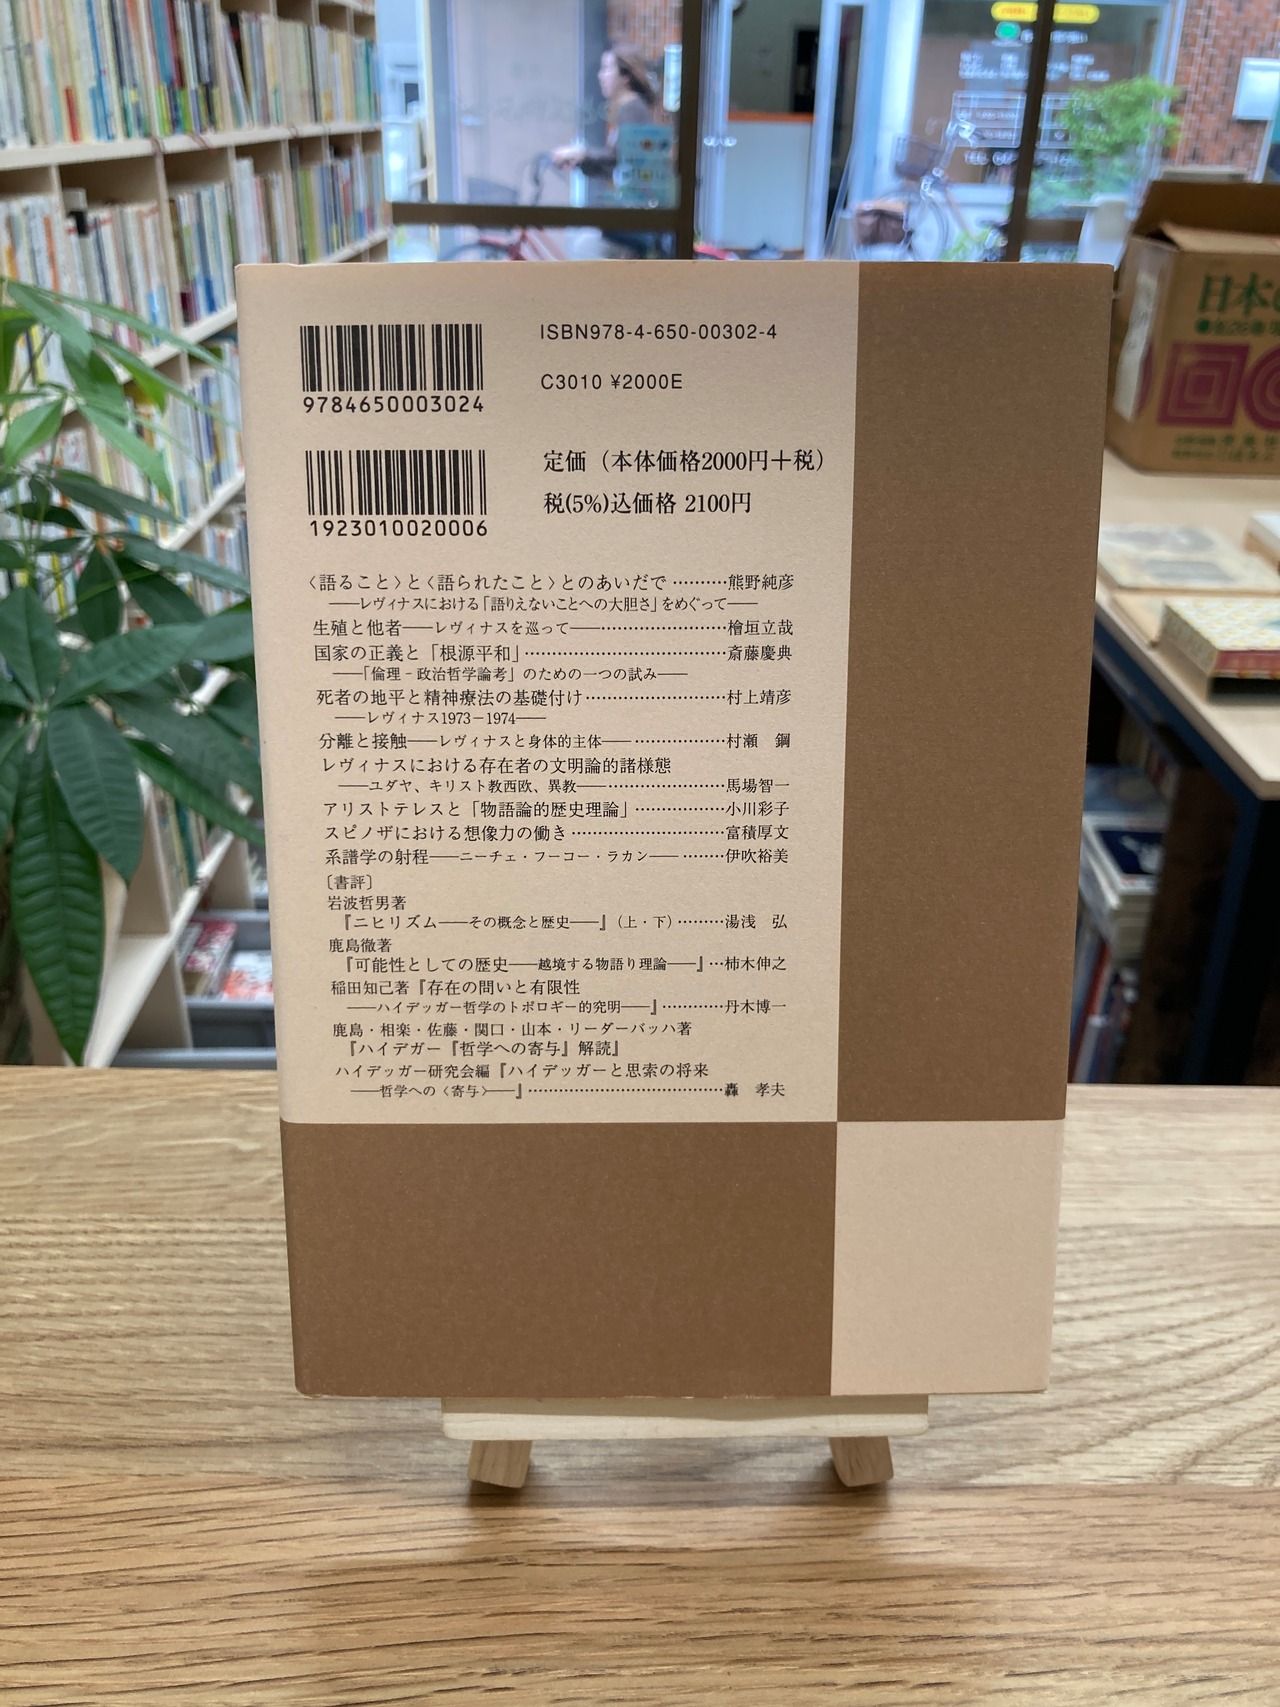 ISBN978-4-650-00302-4
9784650003024
C3010 ¥2000E
定価（本体価格2000円＋税）
税(5%)込価格 2100円
1923010020006
〈語ること〉と〈語られたこと〉とのあいだで ………熊野純彦
――レヴィナスにおける「語りえないことへの大胆さ」をめぐって――
生殖と他者――レヴィナスを巡って――…………………檜垣立哉
国家の正義と「根源平和」……………………………斎藤慶典
――「倫理－政治哲学論考」のための一つの試み――
死者の地平と精神療法の基礎付け……………………村上靖彦
――レヴィナス1973－1974――
分離と接触――レヴィナスと身体的主体――………………村瀬　鋼
レヴィナスにおける存在者の文明論的諸様態
――ユダヤ、キリスト教西欧、異教――…………………馬場智一
アリストテレスと「物語論的歴史理論」……………小川彩子
スピノザにおける想像力の働き………………………富積厚文
系譜学の射程――ニーチェ・フーコー・ラカン――………伊吹裕美
〔書評〕
岩波哲男著
『ニヒリズム――その概念と歴史――』（上・下）………湯浅　弘
鹿島徹著
『可能性としての歴史――越境する物語り理論――』…柿木伸之
稲田知己著『存在の問いと有限性
――ハイデッガー哲学のトポロギー的究明――』…………丹木博一
鹿島・相楽・佐藤・関口・山本・リーダーバッハ著
『ハイデガー『哲学への寄与』解読』
ハイデッガー研究会編『ハイデッガーと思索の将来
――哲学への〈寄与〉――』………………………………轟　孝夫
日本